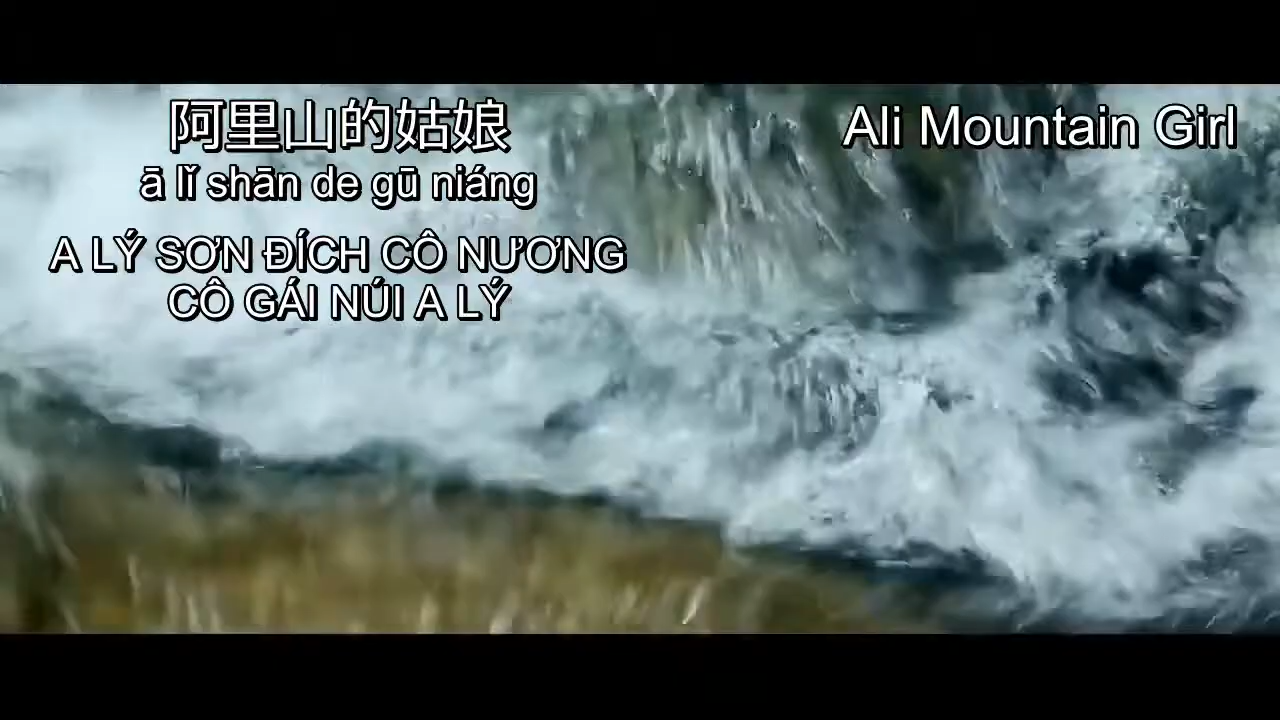 阿里山的姑娘
ā lǐ shān de gū niáng
A LÝ SƠN ĐÍCH CÔ NƯƠNG
CÔ GÁI NÚI A LÝ
Ali Mountain Girl